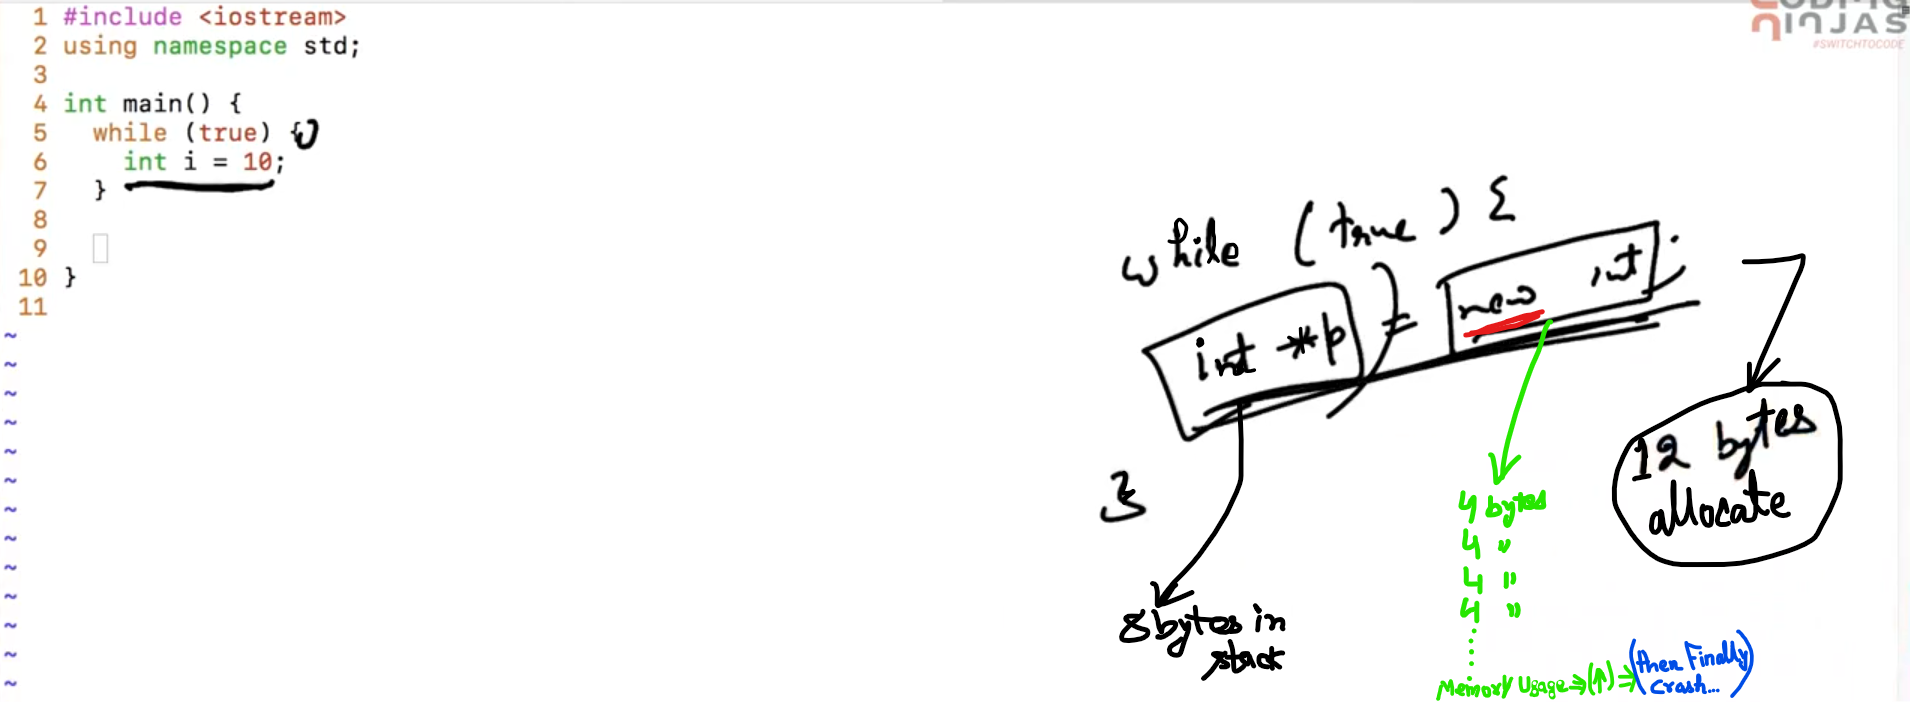 1 #include <iostream>
2 using namespace std;
3
4 int main() {
5 while (true) {
6 int i = 10;
7 }
8
9
10 }
11
~
~
~
~
~
~
~
~
~
~
~
~
~
CODING
NINJAS
#SWITCHTOCODE
while (true) {
int *p = new int;
}
8 bytes in
stack
4 bytes
4 "
4 "
4 "
Memory Usage → (↑) ⇒ (then Finally
crash...)
12 bytes
allocate